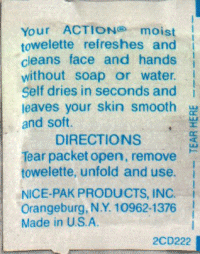 Your ACTION® moist
towelette refreshes and
cleans face and hands
without soap or water.
Self dries in seconds and
leaves your skin smooth
and soft.
DIRECTIONS
Tear packet open, remove
towelette, unfold and use.
NICE-PAK PRODUCTS, INC.
Orangeburg, N.Y. 10962-1376
Made in U.S.A.
2CD222
TEAR HERE